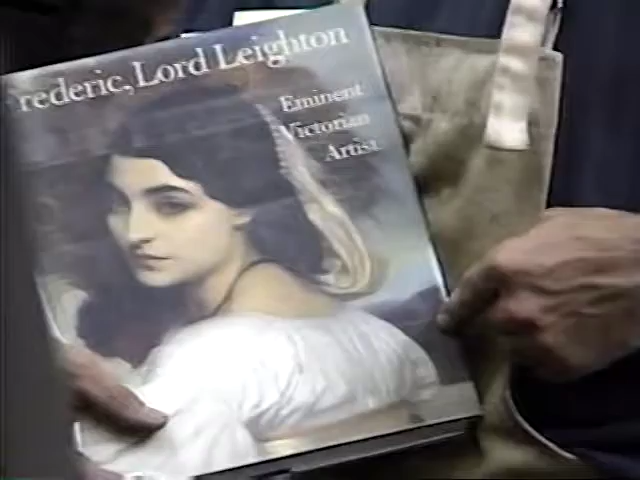 rederic, Lord Leighton
Eminent
Victorian
Artist